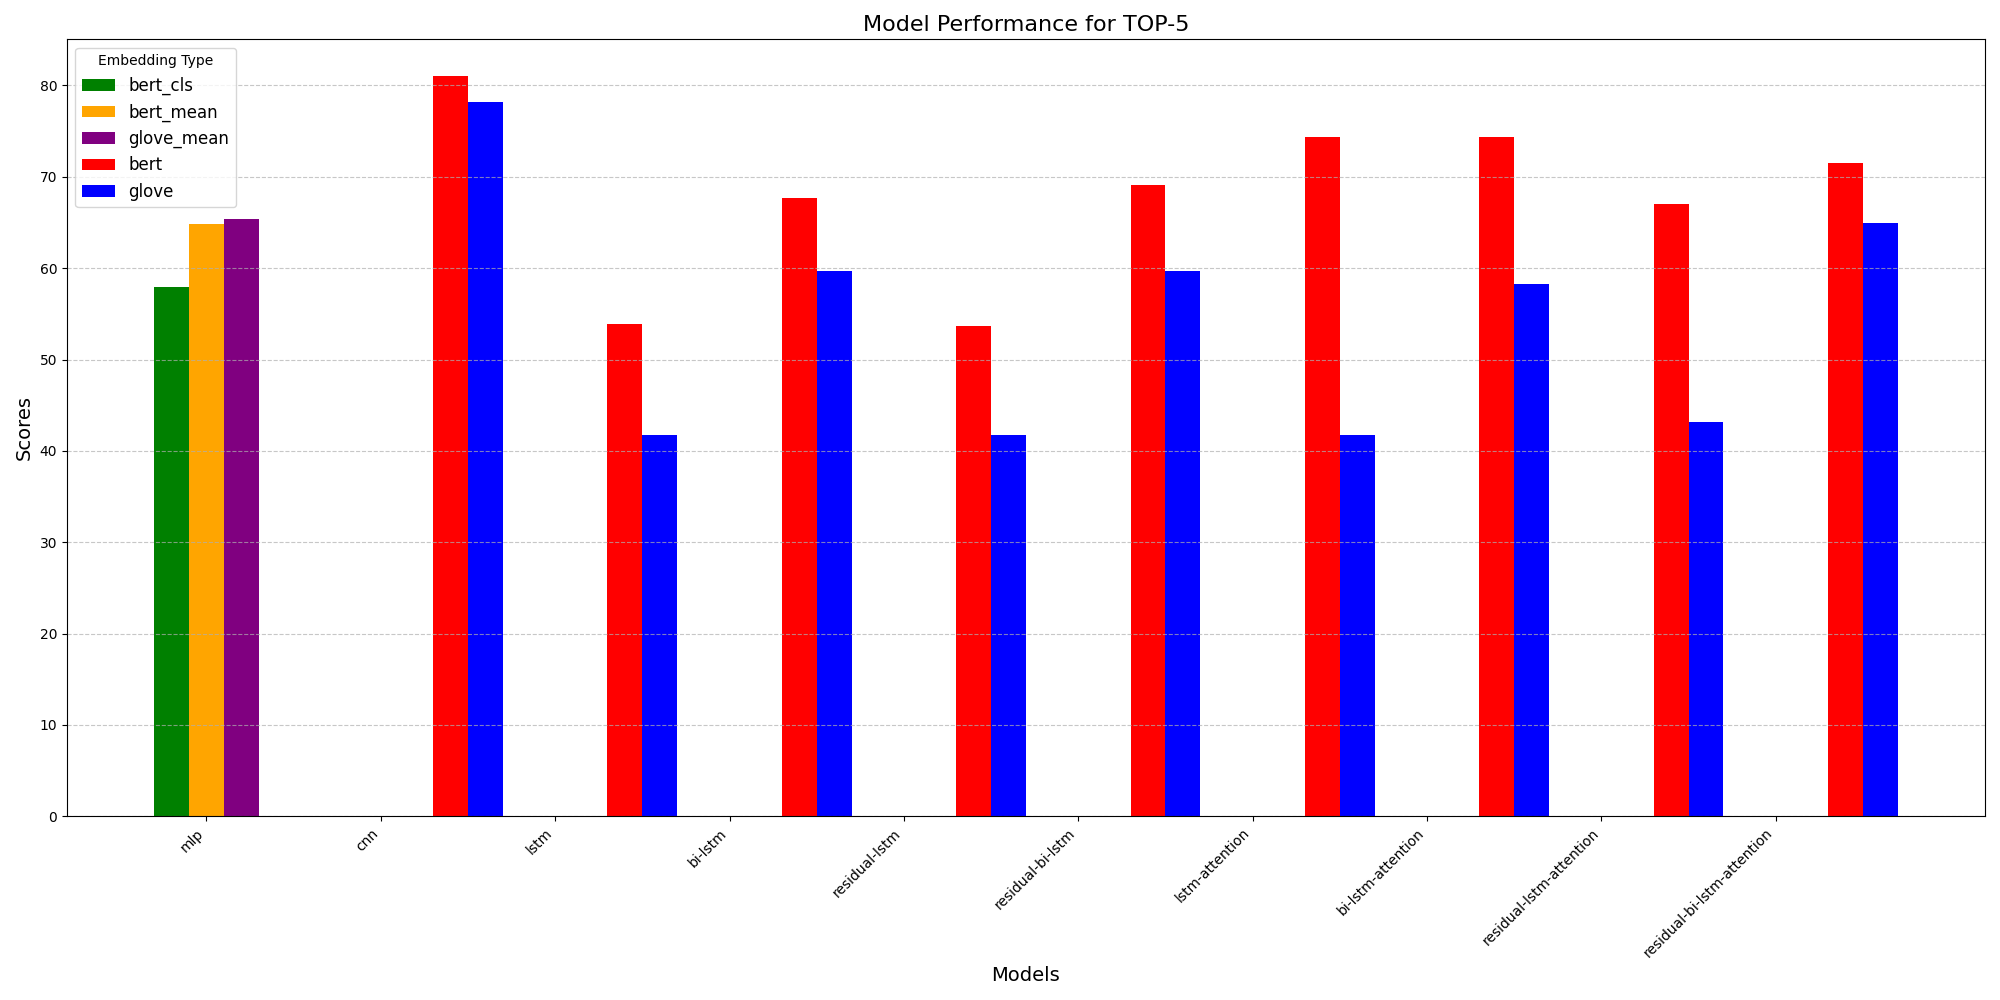 Model Performance for TOP-5
Embedding Type
bert_cls
bert_mean
glove_mean
bert
glove
Scores
80
70
60
50
40
30
20
10
0
mlp
cnn
lstm
bi-lstm
residual-lstm
residual-bi-lstm
lstm-attention
bi-lstm-attention
residual-lstm-attention
residual-bi-lstm-attention
Models